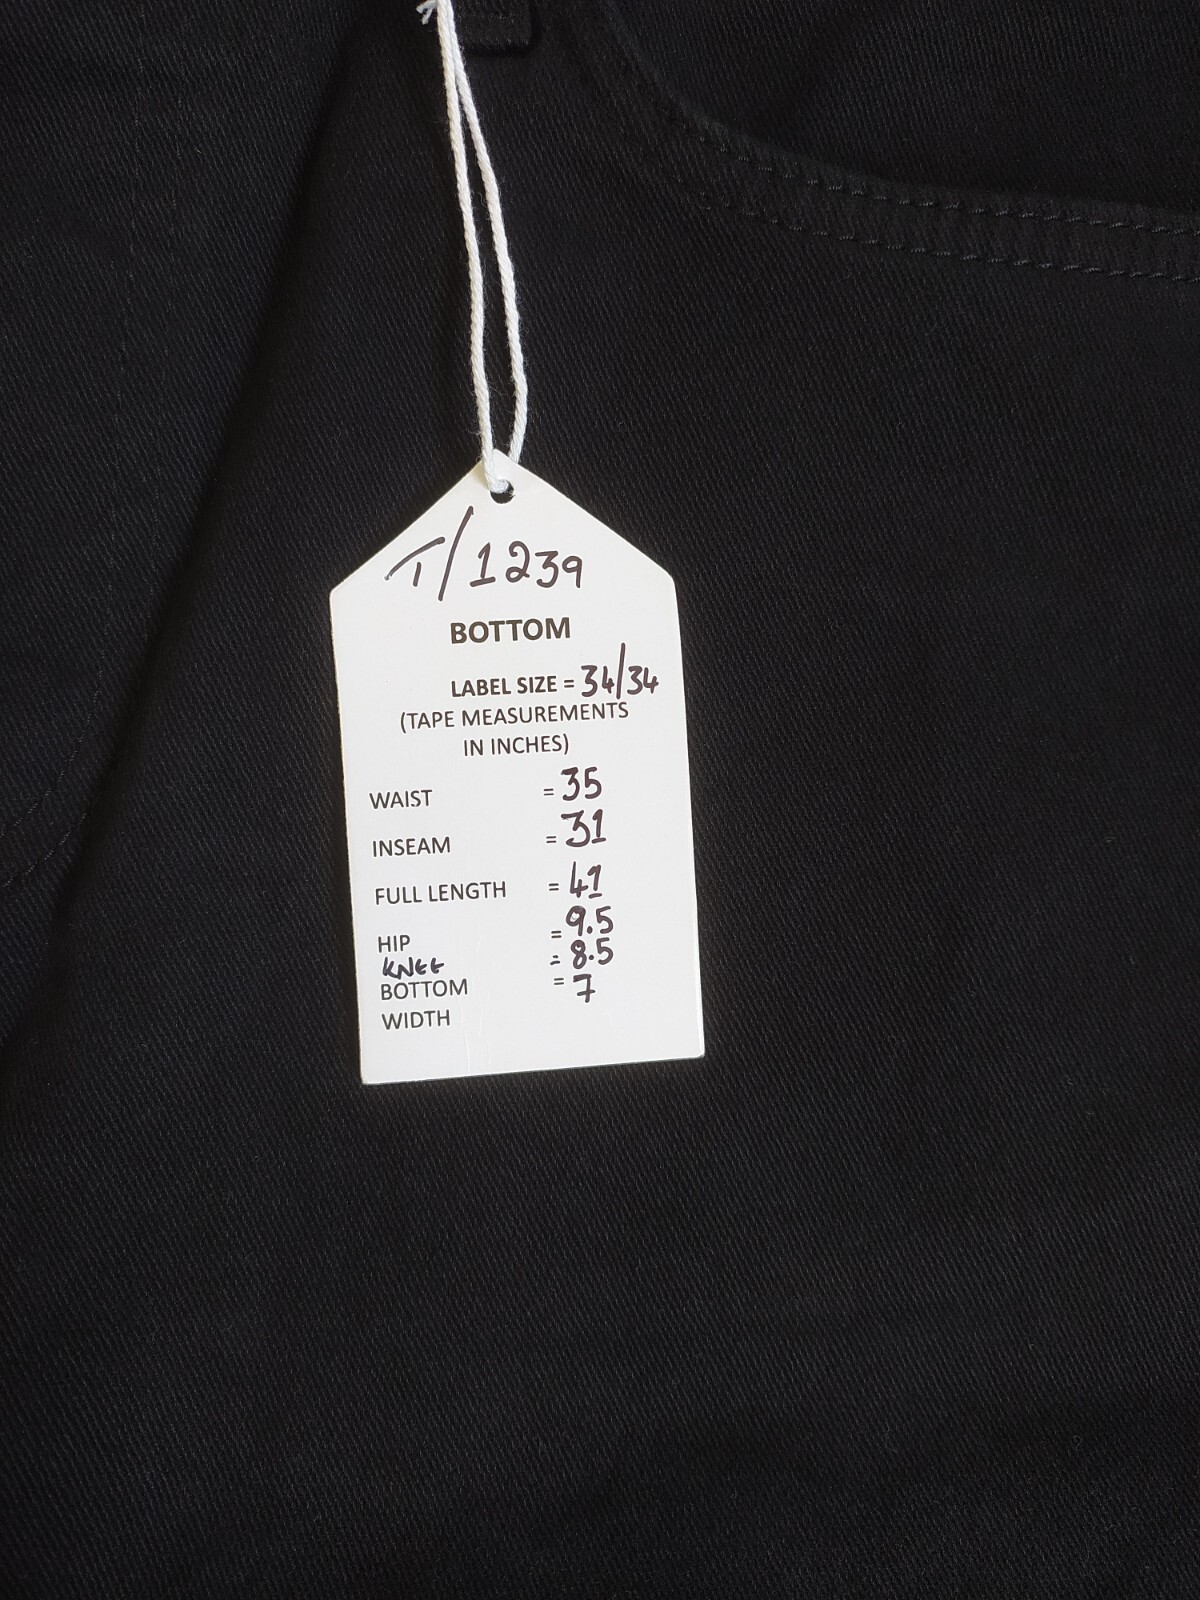 T/1239
BOTTOM
LABEL SIZE = 34/34
(TAPE MEASUREMENTS
IN INCHES)
WAIST = 35
INSEAM = 31
FULL LENGTH = 41
HIP = 9.5
KNEE = 8.5
BOTTOM = 7
WIDTH